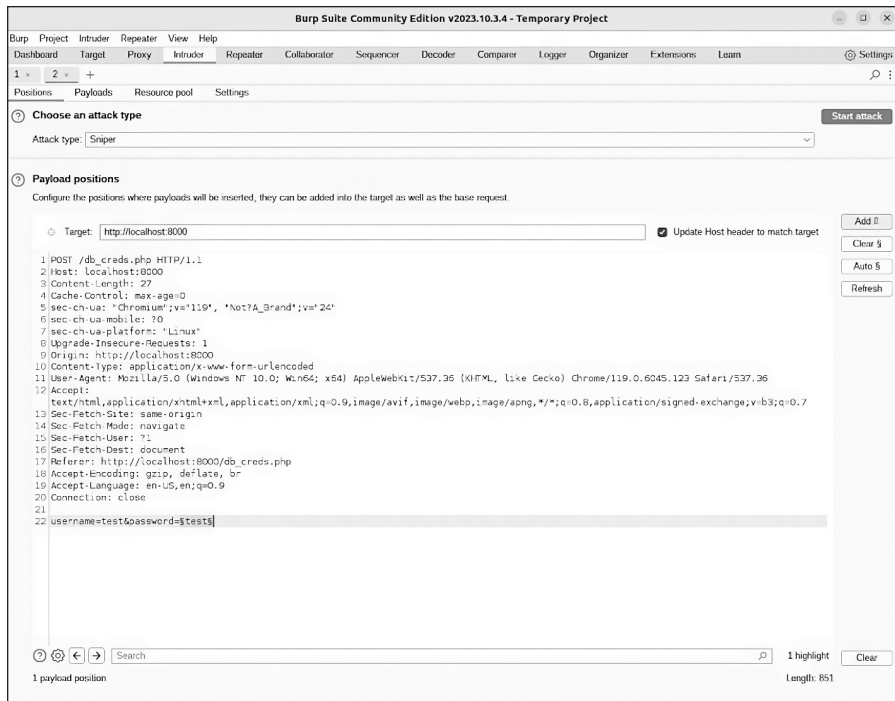 Burp Suite Community Edition v2023.10.3.4 - Temporary Project
Burp Project Intruder Repeater View Help
Dashboard Target Proxy Intruder Repeater Collaborator Sequencer Decoder Comparer Logger Organizer Extensions Learn Settings
1 × 2 × +
Positions Payloads Resource pool Settings
? Choose an attack type Start attack
Attack type: Sniper
? Payload positions
Configure the positions where payloads will be inserted, they can be added into the target as well as the base request.
Add
Target: http://localhost:8000 Update Host header to match target
Clear §
Auto §
Refresh
1 POST /db_creds.php HTTP/1.1
2 Host: localhost:8000
3 Content-Length: 27
4 Cache-Control: max-age=0
5 sec-ch-ua: "Chromium";v="119", "Not?A_Brand";v="24"
6 sec-ch-ua-mobile: ?0
7 sec-ch-ua-platform: "Linux"
8 Upgrade-Insecure-Requests: 1
9 Origin: http://localhost:8000
10 Content-Type: application/x-www-form-urlencoded
11 User-Agent: Mozilla/5.0 (Windows NT 10.0; Win64; x64) AppleWebKit/537.36 (KHTML, like Gecko) Chrome/119.0.6045.123 Safari/537.36
12 Accept:
text/html,application/xhtml+xml,application/xml;q=0.9,image/avif,image/webp,image/apng,*/*;q=0.8,application/signed-exchange;v=b3;q=0.7
13 Sec-Fetch-Site: same-origin
14 Sec-Fetch-Mode: navigate
15 Sec-Fetch-User: ?1
16 Sec-Fetch-Dest: document
17 Referer: http://localhost:8000/db_creds.php
18 Accept-Encoding: gzip, deflate, br
19 Accept-Language: en-US,en;q=0.9
20 Connection: close
21
22 username=test&password=§test§
? Search 1 highlight Clear
1 payload position Length: 851